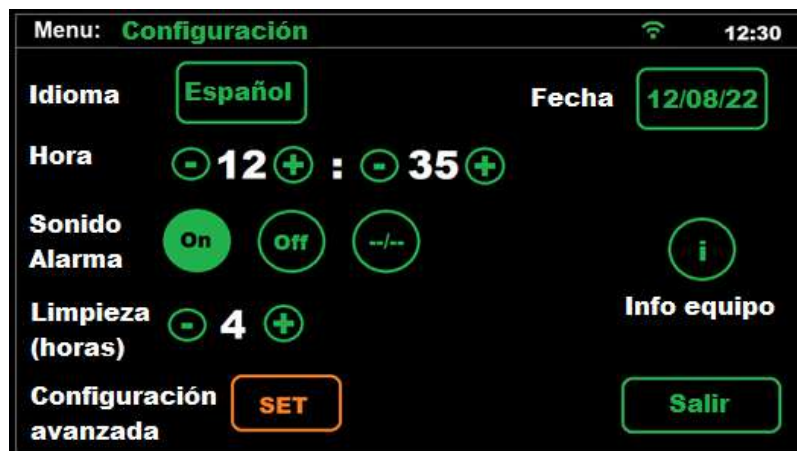 Menu: Configuración 12:30
Idioma Español Fecha 12/08/22
Hora - 12 + : - 35 +
Sonido
Alarma On Off --/-- i
Limpieza
(horas) - 4 + Info equipo
Configuración
avanzada SET Salir